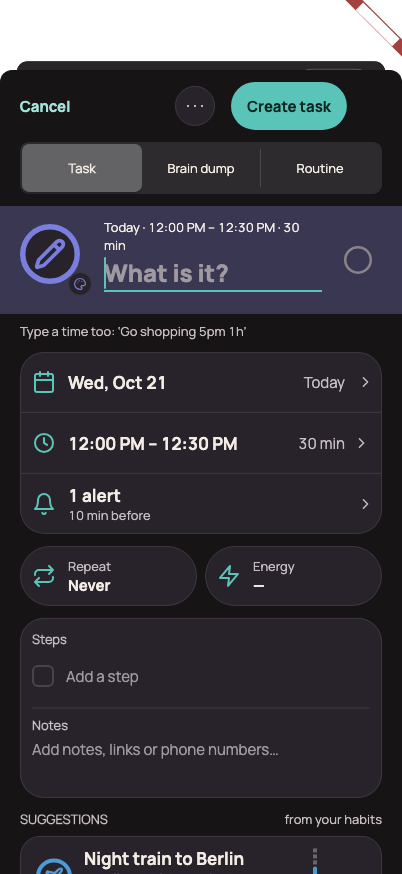 Cancel
···
Create task
Task
Brain dump
Routine
Today · 12:00 PM – 12:30 PM · 30
min
What is it?
Type a time too: 'Go shopping 5pm 1h'
Wed, Oct 21
Today
12:00 PM – 12:30 PM
30 min
1 alert
10 min before
Repeat
Never
Energy
–
Steps
Add a step
Notes
Add notes, links or phone numbers...
SUGGESTIONS
from your habits
Night train to Berlin